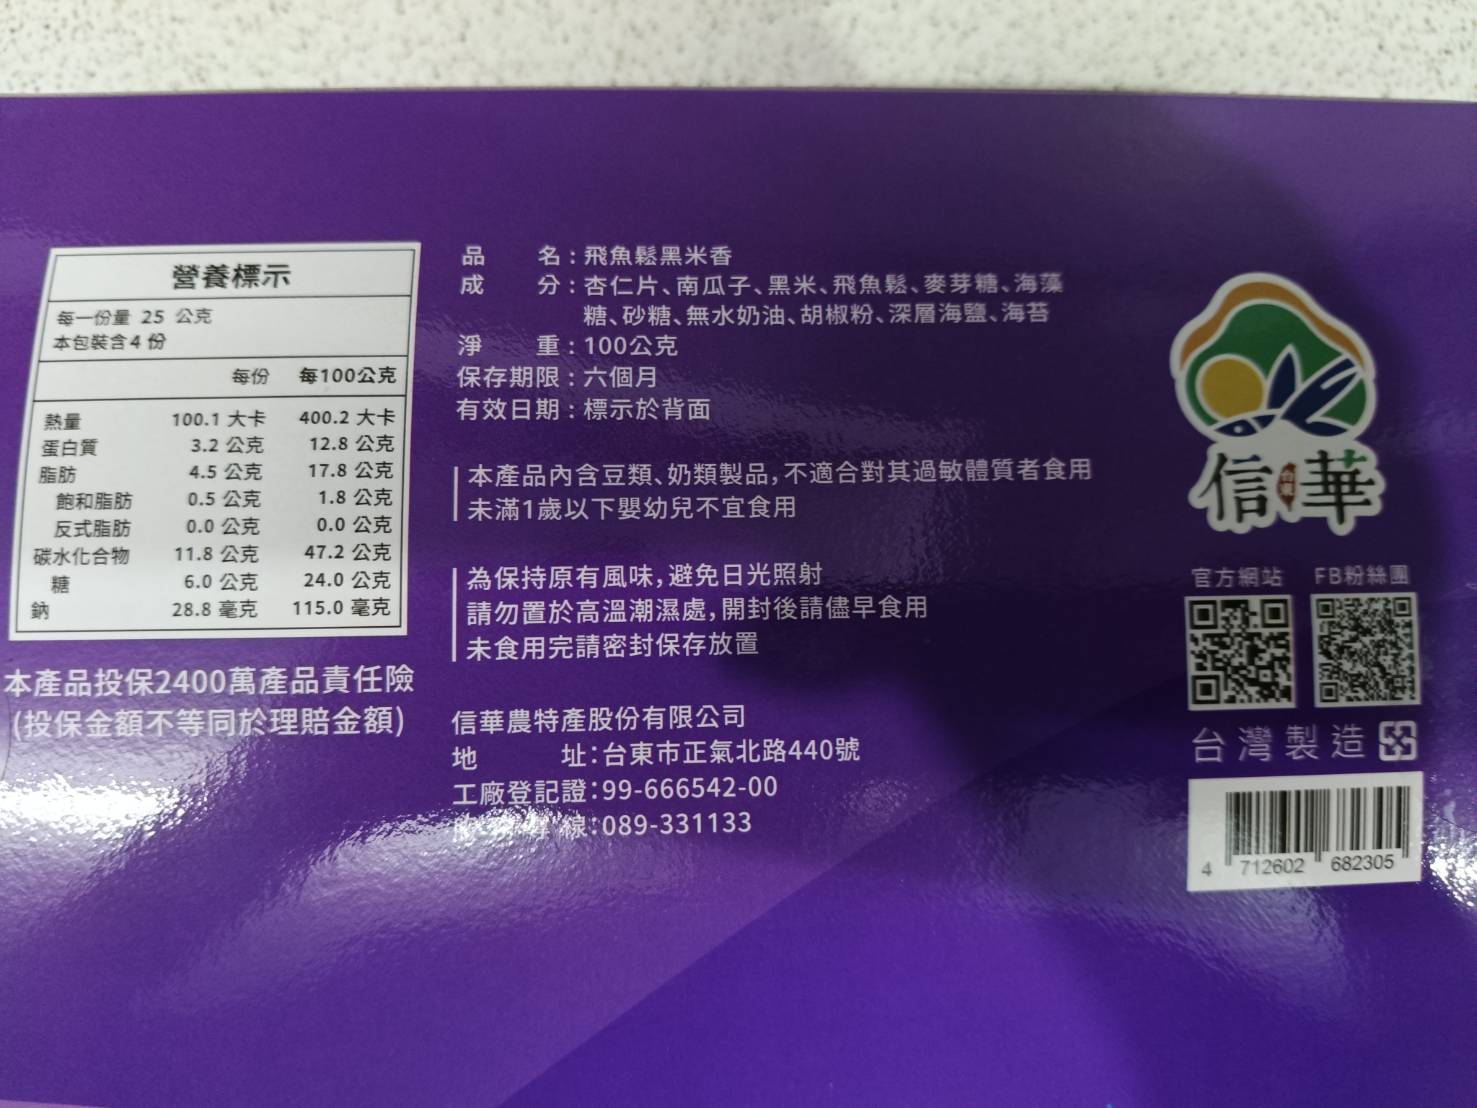 營養標示
每一份量 25 公克
本包裝含4份
每份 每100公克
熱量 100.1 大卡 400.2 大卡
蛋白質 3.2 公克 12.8 公克
脂肪 4.5 公克 17.8 公克
飽和脂肪 0.5 公克 1.8 公克
反式脂肪 0.0 公克 0.0 公克
碳水化合物 11.8 公克 47.2 公克
糖 6.0 公克 24.0 公克
鈉 28.8 毫克 115.0 毫克
本產品投保2400萬產品責任險
(投保金額不等同於理賠金額)
品 名:飛魚鬆黑米香
成 分:杏仁片、南瓜子、黑米、飛魚鬆、麥芽糖、海藻
糖、砂糖、無水奶油、胡椒粉、深層海鹽、海苔
淨 重:100公克
保存期限:六個月
有效日期:標示於背面
本產品內含豆類、奶類製品,不適合對其過敏體質者食用
未滿1歲以下嬰幼兒不宜食用
為保持原有風味,避免日光照射
請勿置於高溫潮濕處,開封後請儘早食用
未食用完請密封保存放置
信華農特產股份有限公司
地 址:台東市正氣北路440號
工廠登記證:99-666542-00
線:089-331133
信 華
官方網站 FB粉絲團
台灣製造
4 712602 682305